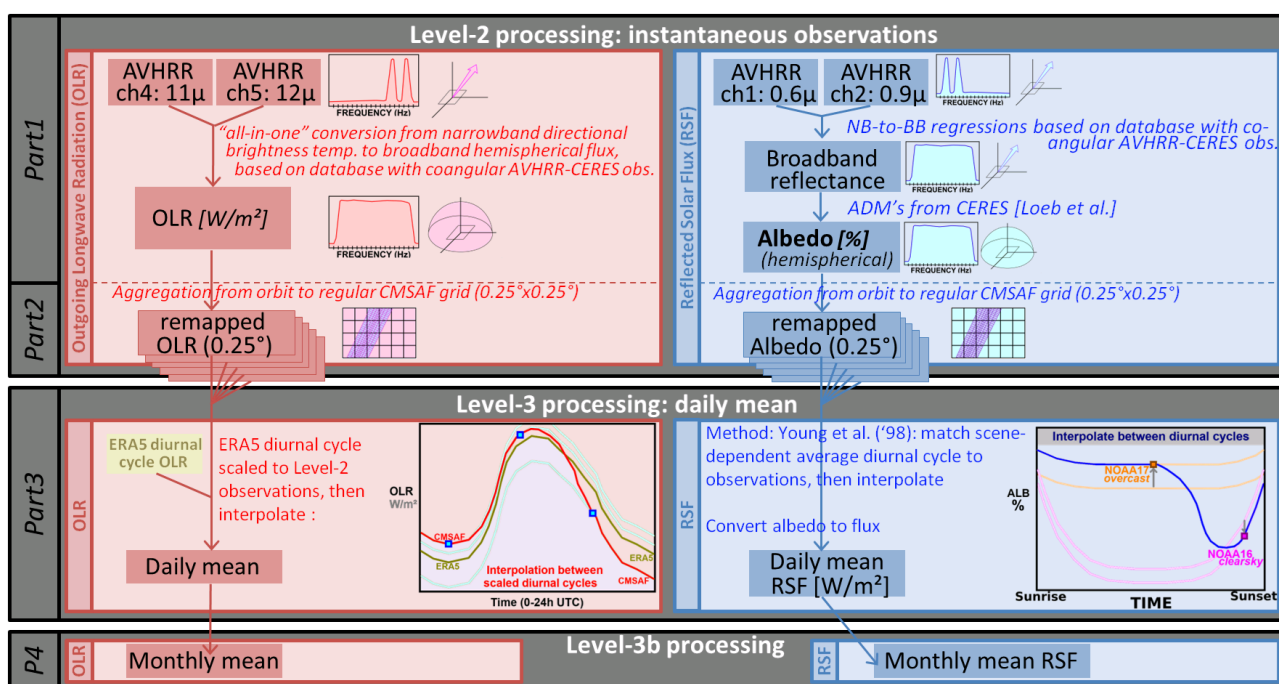 Level-2 processing: instantaneous observations
Part1
Outgoing Longwave Radiation (OLR)
AVHRR
ch4: 11µ
AVHRR
ch5: 12µ
FREQUENCY (Hz)
"all-in-one" conversion from narrowband directional
brightness temp. to broadband hemispherical flux,
based on database with coangular AVHRR-CERES obs.
OLR [W/m²]
FREQUENCY (Hz)
Reflected Solar Flux (RSF)
AVHRR
ch1: 0.6µ
AVHRR
ch2: 0.9µ
FREQUENCY (Hz)
NB-to-BB regressions based on database with co-
angular AVHRR-CERES obs.
Broadband
reflectance
FREQUENCY (Hz)
ADM's from CERES [Loeb et al.]
Albedo [%]
(hemispherical)
FREQUENCY (Hz)
Part2
Aggregation from orbit to regular CMSAF grid (0.25°x0.25°)
remapped
OLR (0.25°)
Aggregation from orbit to regular CMSAF grid (0.25°x0.25°)
remapped
Albedo (0.25°)
Level-3 processing: daily mean
Part3
OLR
ERA5 diurnal
cycle OLR
ERA5 diurnal cycle
scaled to Level-2
observations, then
interpolate :
Daily mean
OLR
W/m²
CMSAF
ERA5
ERA5
CMSAF
Interpolation between
scaled diurnal cycles
Time (0-24h UTC)
RSF
Method: Young et al. ('98): match scene-
dependent average diurnal cycle to
observations, then interpolate
Convert albedo to flux
Daily mean
RSF [W/m²]
Interpolate between diurnal cycles
NOAA17
overcast
ALB
%
NOAA16
clearsky
Sunrise
TIME
Sunset
Level-3b processing
P4
OLR
Monthly mean
RSF
Monthly mean RSF